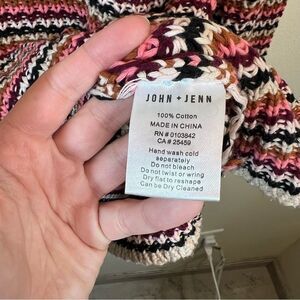 JOHN + JENN
100% Cotton
MADE IN CHINA
RN # 0103842
CA # 25459
Hand wash cold
separately
Do not bleach
Do not twist or wring
Dry flat to reshape
Can be Dry Cleaned